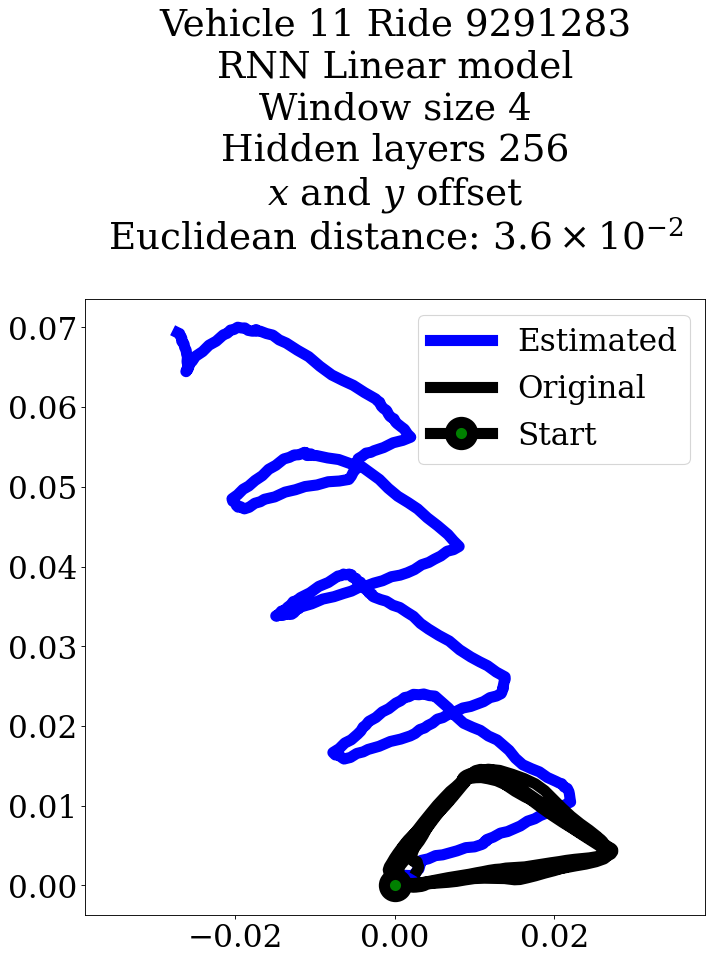 Vehicle 11 Ride 9291283
RNN Linear model
Window size 4
Hidden layers 256
x and y offset
Euclidean distance: 3.6 × 10⁻²
Estimated
Original
Start
0.07
0.06
0.05
0.04
0.03
0.02
0.01
0.00
−0.02
0.00
0.02